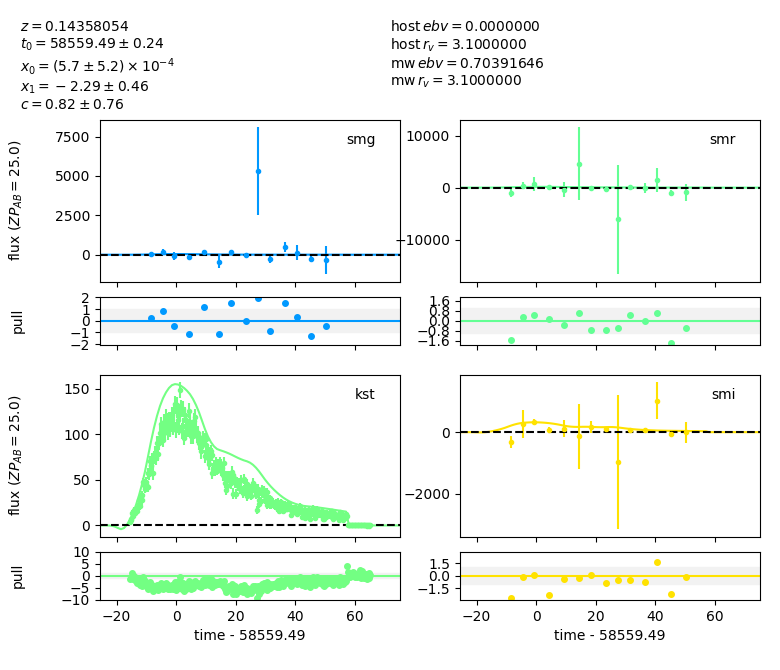 z = 0.14358054
t₀ = 58559.49 ± 0.24
x₀ = (5.7 ± 5.2) × 10⁻⁴
x₁ = −2.29 ± 0.46
c = 0.82 ± 0.76
host ebv = 0.0000000
host r_v = 3.1000000
mw ebv = 0.70391646
mw r_v = 3.1000000
smg
7500
5000
2500
0
flux (ZP_AB = 25.0)
smr
10000
0
−10000
2
1
0
−1
−2
pull
1.6
0.8
0.0
−0.8
−1.6
kst
150
100
50
0
flux (ZP_AB = 25.0)
smi
0
−2000
10
5
0
−5
−10
pull
−20 0 20 40 60
time - 58559.49
1.5
0.0
−1.5
−20 0 20 40 60
time - 58559.49